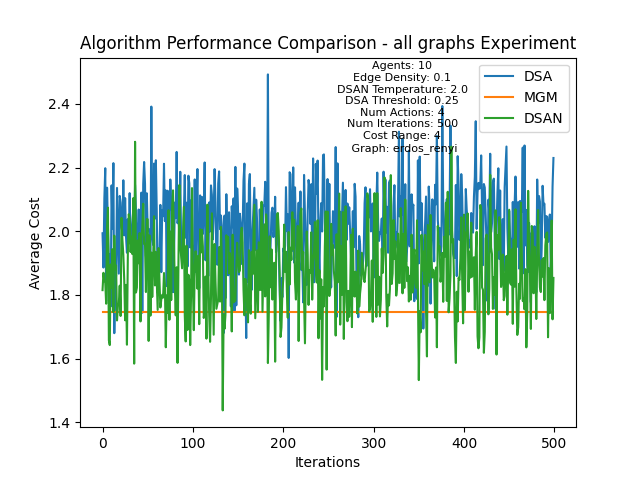 Algorithm Performance Comparison - all graphs Experiment
Agents: 10
Edge Density: 0.1
DSAN Temperature: 2.0
DSA Threshold: 0.25
Num Actions: 4
Num Iterations: 500
Cost Range: 4
Graph: erdos_renyi
DSA
MGM
DSAN
Average Cost
2.4
2.2
2.0
1.8
1.6
1.4
0
100
200
300
400
500
Iterations